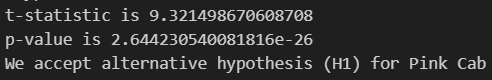 t-statistic is 9.321498670608708
p-value is 2.644230540081816e-26
We accept alternative hypothesis (H1) for Pink Cab